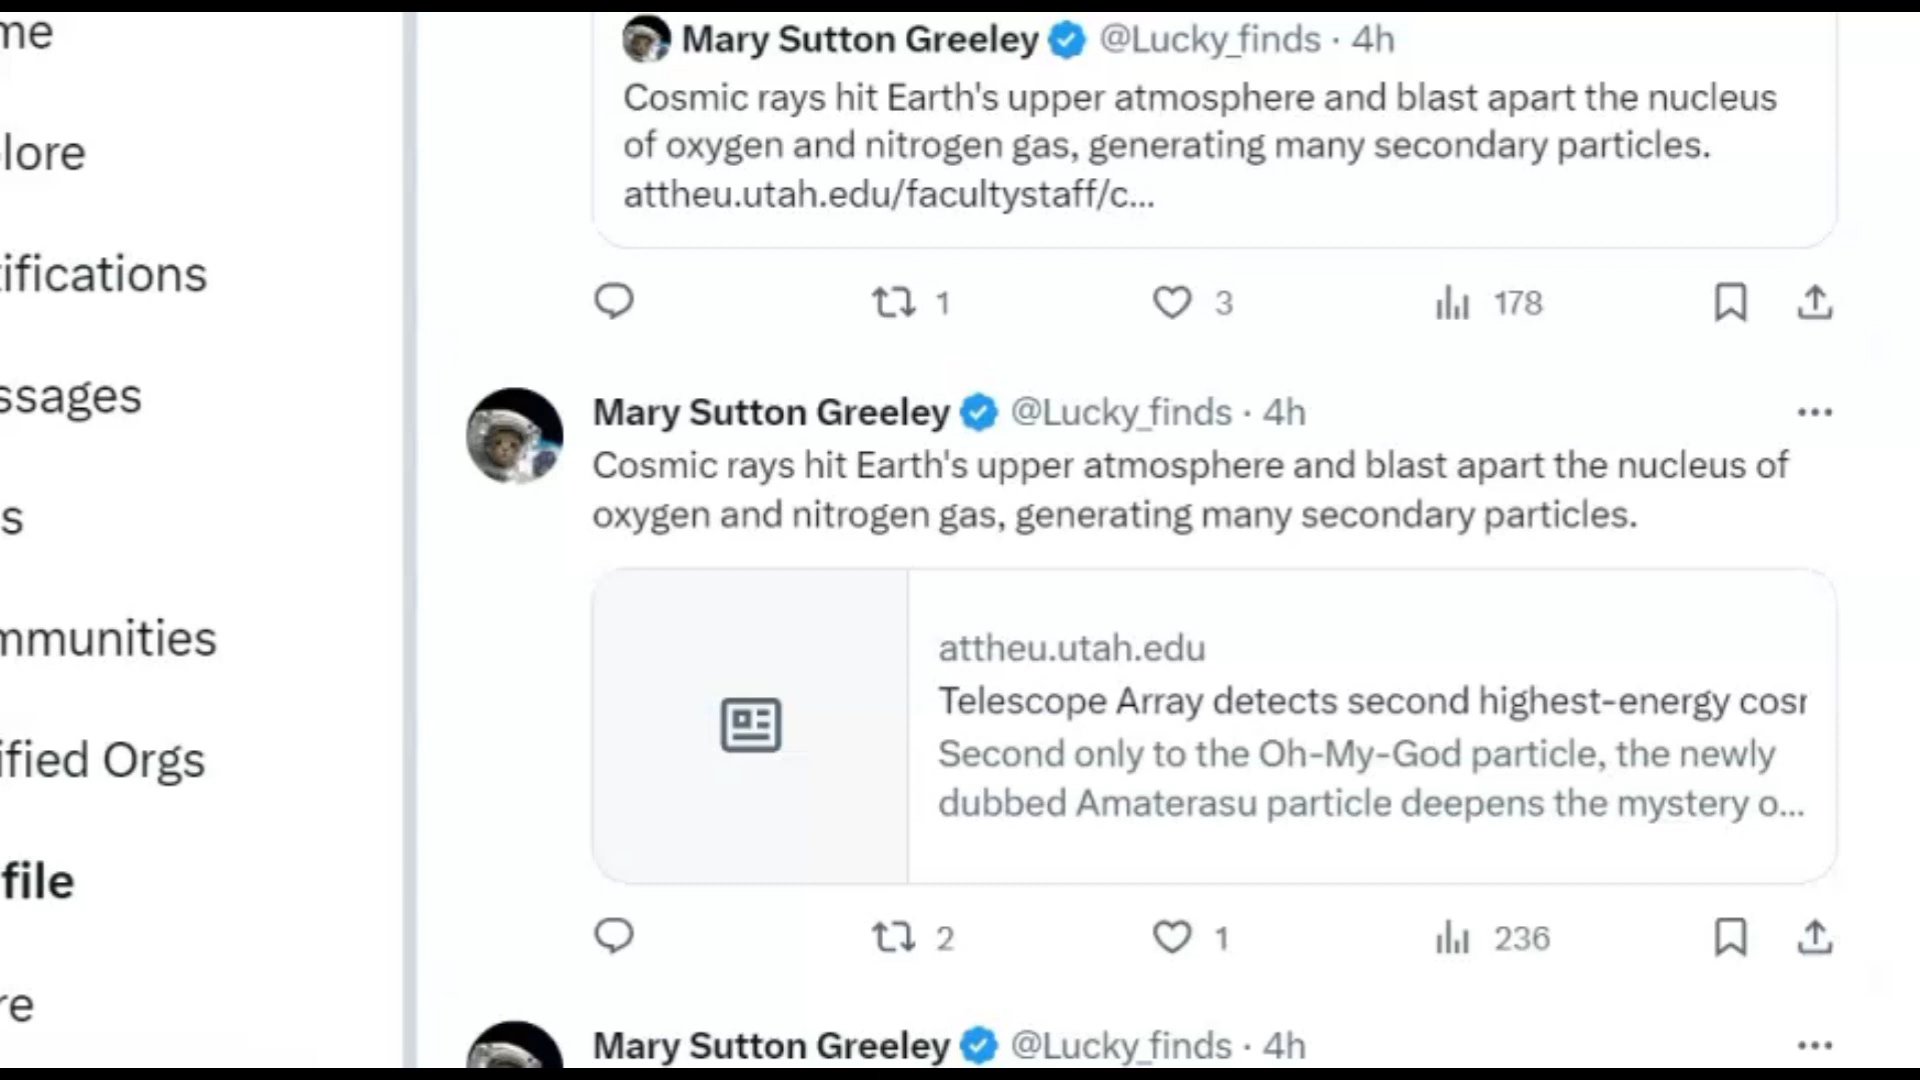 me
Mary Sutton Greeley @Lucky_finds · 4h
Cosmic rays hit Earth's upper atmosphere and blast apart the nucleus
of oxygen and nitrogen gas, generating many secondary particles.
attheu.utah.edu/facultystaff/c...
lore
ifications
1 3 178
ssages
Mary Sutton Greeley @Lucky_finds · 4h
Cosmic rays hit Earth's upper atmosphere and blast apart the nucleus of
oxygen and nitrogen gas, generating many secondary particles.
s
mmunities
attheu.utah.edu
Telescope Array detects second highest-energy cos
Second only to the Oh-My-God particle, the newly
dubbed Amaterasu particle deepens the mystery o...
ified Orgs
file
2 1 236
re
Mary Sutton Greeley @Lucky_finds · 4h